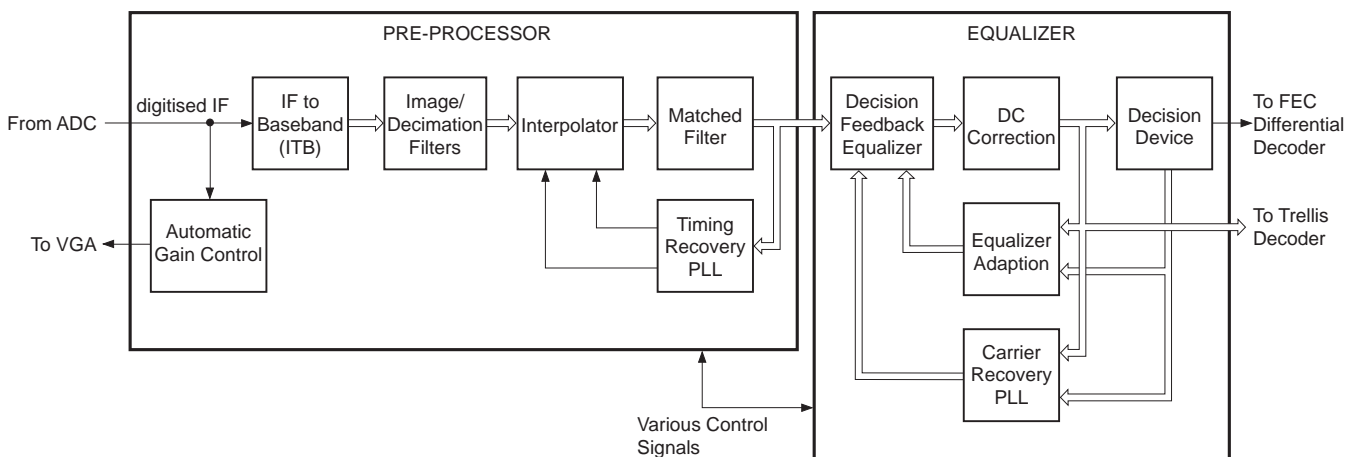 PRE-PROCESSOR
EQUALIZER
From ADC
digitised IF
IF to
Baseband
(ITB)
Image/
Decimation
Filters
Interpolator
Matched
Filter
Decision
Feedback
Equalizer
DC
Correction
Decision
Device
To FEC
Differential
Decoder
To VGA
Automatic
Gain Control
Timing
Recovery
PLL
Equalizer
Adaption
To Trellis
Decoder
Carrier
Recovery
PLL
Various Control
Signals